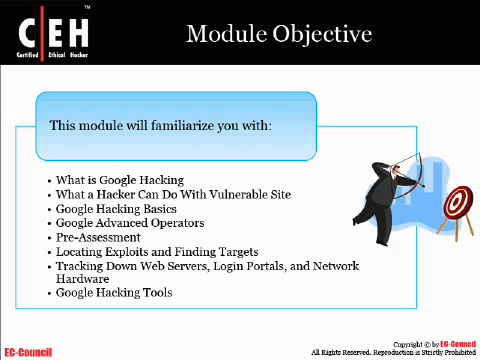 C|EH™
Certified Ethical Hacker
Module Objective
This module will familiarize you with:
• What is Google Hacking
• What a Hacker Can Do With Vulnerable Site
• Google Hacking Basics
• Google Advanced Operators
• Pre-Assessment
• Locating Exploits and Finding Targets
• Tracking Down Web Servers, Login Portals, and Network
Hardware
• Google Hacking Tools
EC-Council
Copyright © by EC-Council
All Rights Reserved. Reproduction is Strictly Prohibited